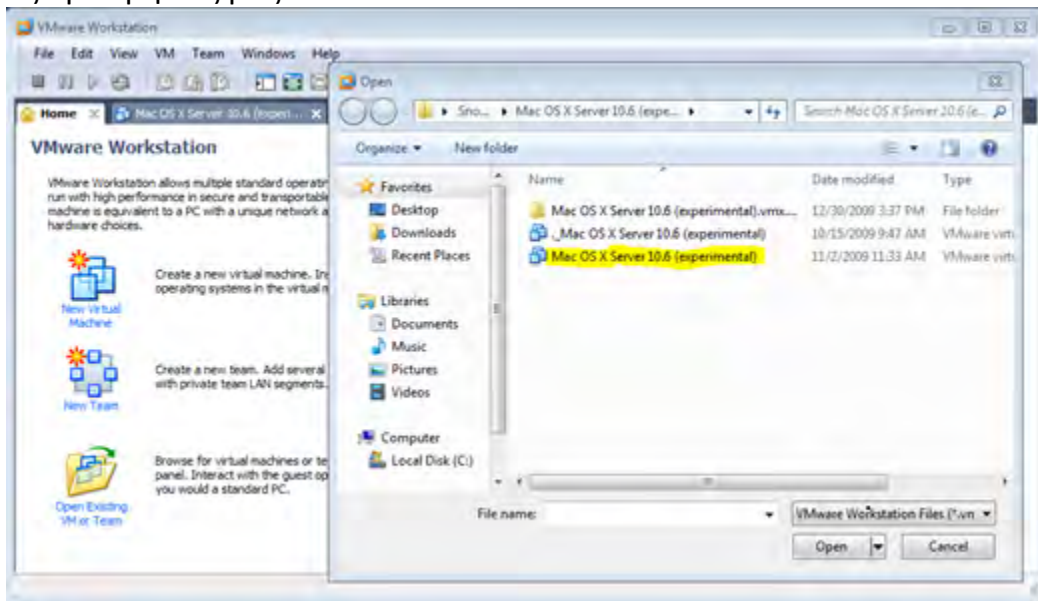 VMware Workstation
File Edit View VM Team Windows Help
Home
Mac OS X Server 10.6 (experi...
VMware Workstation
VMware Workstation allows multiple standard operatin
run with high performance in secure and transportable
machine is equivalent to a PC with a unique network a
hardware choices.
New Virtual
Machine
Create a new virtual machine. In
operating systems in the virtual m
New Team
Create a new team. Add several
with private team LAN segments.
Open Existing
VM or Team
Browse for virtual machines or te
panel. Interact with the guest op
you would a standard PC.
Open
Sno... Mac OS X Server 10.6 (expe...
Search Mac OS X Server 10.6 (e...
Organize New folder
Favorites
Desktop
Downloads
Recent Places
Libraries
Documents
Music
Pictures
Videos
Computer
Local Disk (C:)
Name Date modified Type
Mac OS X Server 10.6 (experimental).vmx... 12/30/2009 3:37 PM File folder
._Mac OS X Server 10.6 (experimental) 10/15/2009 9:47 AM VMware virtu
Mac OS X Server 10.6 (experimental) 11/2/2009 11:33 AM VMware virtu
File name:
VMware Workstation Files (*.vm
Open Cancel